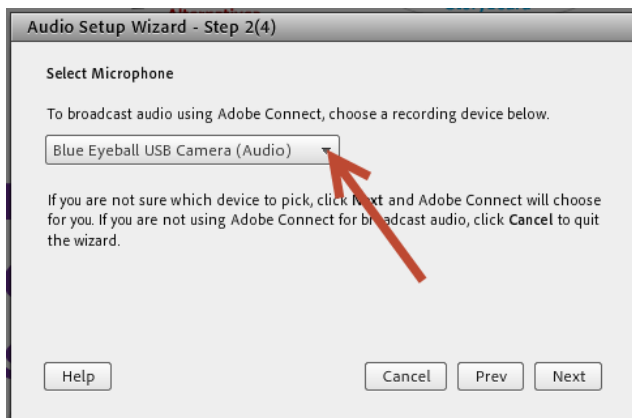 Alternatives
Storyboard
Audio Setup Wizard - Step 2(4)
Select Microphone
To broadcast audio using Adobe Connect, choose a recording device below.
Blue Eyeball USB Camera (Audio)
If you are not sure which device to pick, click Next and Adobe Connect will choose
for you. If you are not using Adobe Connect for broadcast audio, click Cancel to quit
the wizard.
Help
Cancel
Prev
Next